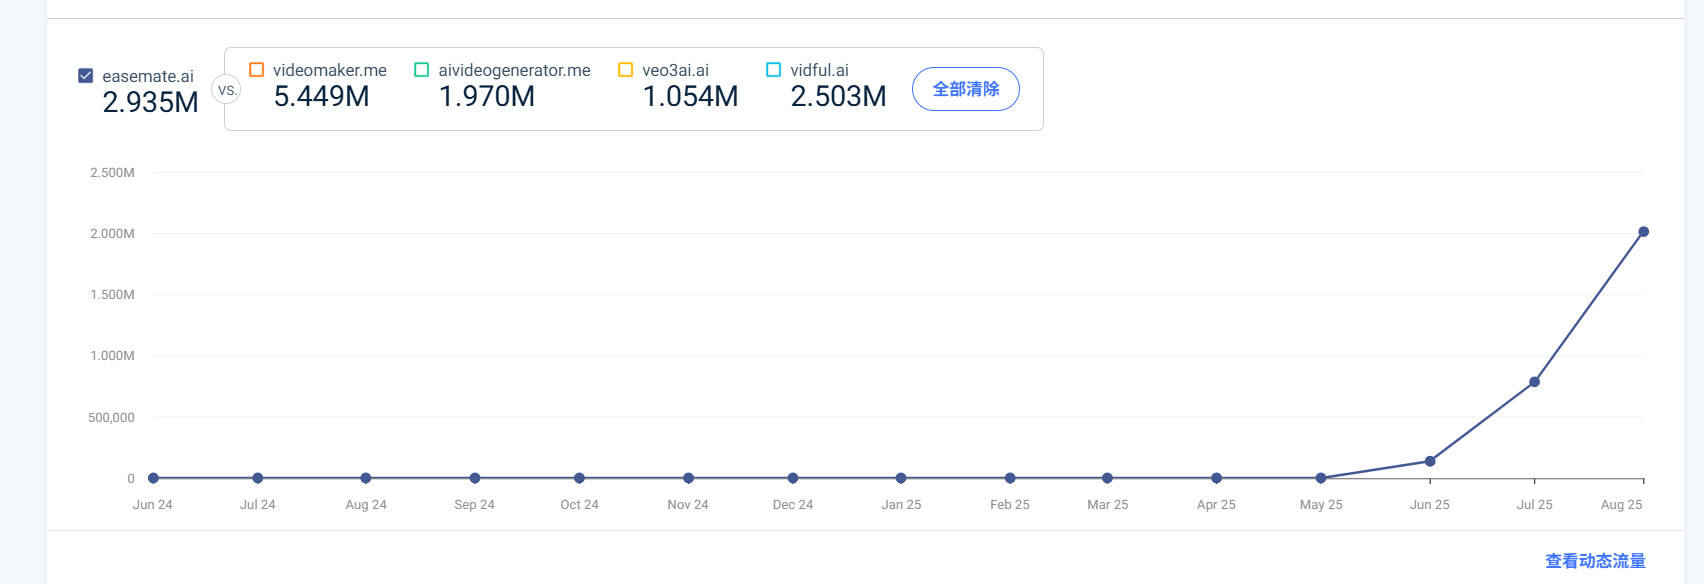 easemate.ai
2.935M
VS.
videomaker.me
5.449M
aivideogenerator.me
1.970M
veo3ai.ai
1.054M
vidful.ai
2.503M
全部清除
2.500M
2.000M
1.500M
1.000M
500,000
0
Jun 24 Jul 24 Aug 24 Sep 24 Oct 24 Nov 24 Dec 24 Jan 25 Feb 25 Mar 25 Apr 25 May 25 Jun 25 Jul 25 Aug 25
查看动态流量